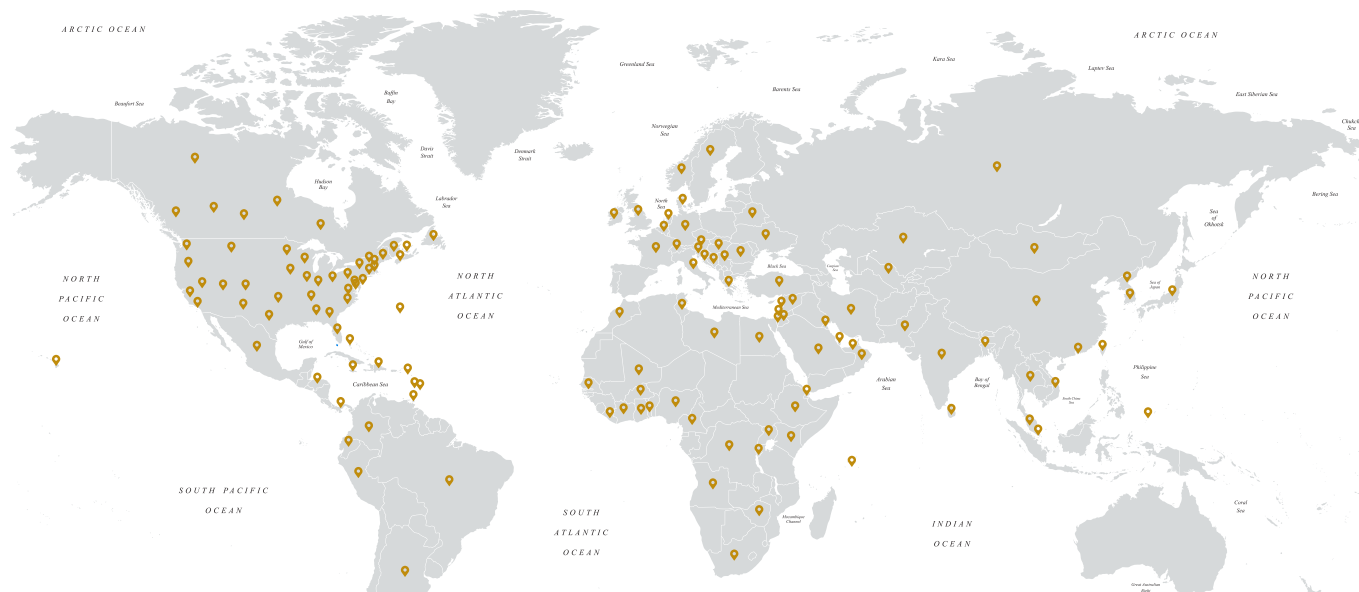 ARCTIC OCEAN
ARCTIC OCEAN
Greenland Sea
Kara Sea
Laptev Sea
Barents Sea
East Siberian Sea
Baffin
Bay
Beaufort Sea
Chukch
Sea
Norwegian
Sea
Davis
Strait
Denmark
Strait
Hudson
Bay
Labrador
Sea
North
Sea
Bering Sea
Sea
of
Okhotsk
Black Sea
Caspian
Sea
NORTH
PACIFIC
OCEAN
NORTH
ATLANTIC
OCEAN
Sea of
Japan
NORTH
PACIFIC
OCEAN
Mediterranean Sea
Gulf of
Mexico
Caribbean Sea
Arabian
Sea
Bay of
Bengal
Philippine
Sea
South China
Sea
SOUTH PACIFIC
OCEAN
SOUTH
ATLANTIC
OCEAN
Mozambique
Channel
INDIAN
OCEAN
Coral
Sea
Great Australian
Bight